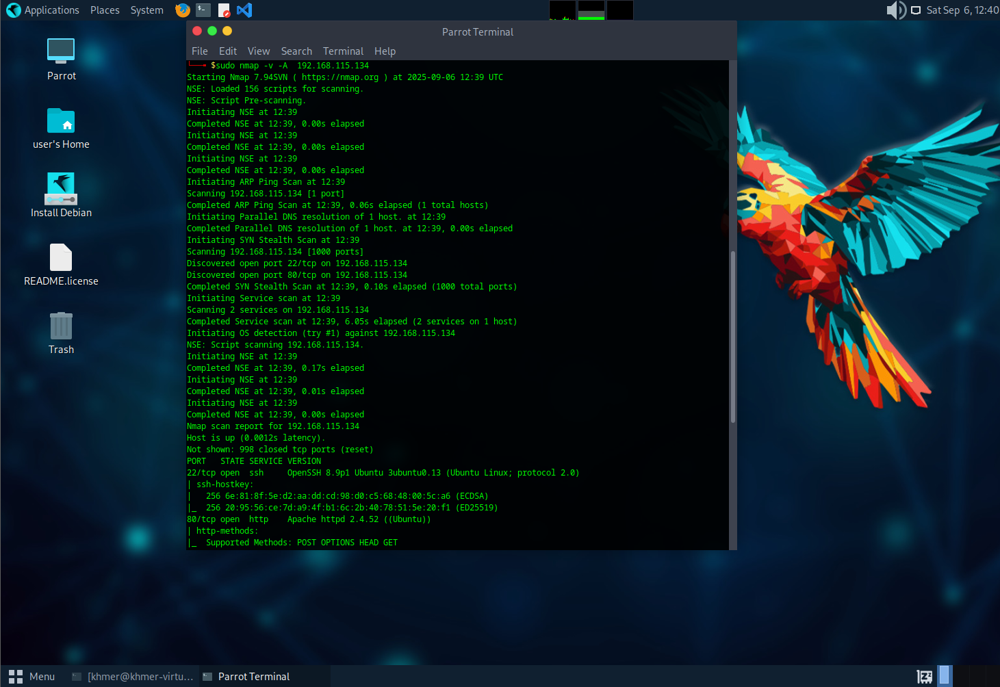 Applications Places System
Sat Sep 6, 12:40
Parrot
user's Home
Install Debian
README.license
Trash
Parrot Terminal
File Edit View Search Terminal Help
└──╼ $sudo nmap -v -A  192.168.115.134
Starting Nmap 7.94SVN ( https://nmap.org ) at 2025-09-06 12:39 UTC
NSE: Loaded 156 scripts for scanning.
NSE: Script Pre-scanning.
Initiating NSE at 12:39
Completed NSE at 12:39, 0.00s elapsed
Initiating NSE at 12:39
Completed NSE at 12:39, 0.00s elapsed
Initiating NSE at 12:39
Completed NSE at 12:39, 0.00s elapsed
Initiating ARP Ping Scan at 12:39
Scanning 192.168.115.134 [1 port]
Completed ARP Ping Scan at 12:39, 0.06s elapsed (1 total hosts)
Initiating Parallel DNS resolution of 1 host. at 12:39
Completed Parallel DNS resolution of 1 host. at 12:39, 0.00s elapsed
Initiating SYN Stealth Scan at 12:39
Scanning 192.168.115.134 [1000 ports]
Discovered open port 22/tcp on 192.168.115.134
Discovered open port 80/tcp on 192.168.115.134
Completed SYN Stealth Scan at 12:39, 0.10s elapsed (1000 total ports)
Initiating Service scan at 12:39
Scanning 2 services on 192.168.115.134
Completed Service scan at 12:39, 6.05s elapsed (2 services on 1 host)
Initiating OS detection (try #1) against 192.168.115.134
NSE: Script scanning 192.168.115.134.
Initiating NSE at 12:39
Completed NSE at 12:39, 0.17s elapsed
Initiating NSE at 12:39
Completed NSE at 12:39, 0.01s elapsed
Initiating NSE at 12:39
Completed NSE at 12:39, 0.00s elapsed
Nmap scan report for 192.168.115.134
Host is up (0.0012s latency).
Not shown: 998 closed tcp ports (reset)
PORT   STATE SERVICE VERSION
22/tcp open  ssh     OpenSSH 8.9p1 Ubuntu 3ubuntu0.13 (Ubuntu Linux; protocol 2.0)
| ssh-hostkey:
|   256 6e:81:8f:5e:d2:aa:dd:cd:98:d0:c5:68:48:00:5c:a6 (ECDSA)
|_  256 20:95:56:ce:7d:a9:4f:b1:6c:2b:40:78:51:5e:20:f1 (ED25519)
80/tcp open  http    Apache httpd 2.4.52 ((Ubuntu))
| http-methods:
|_  Supported Methods: POST OPTIONS HEAD GET
Menu [khmer@khmer-virtu... Parrot Terminal